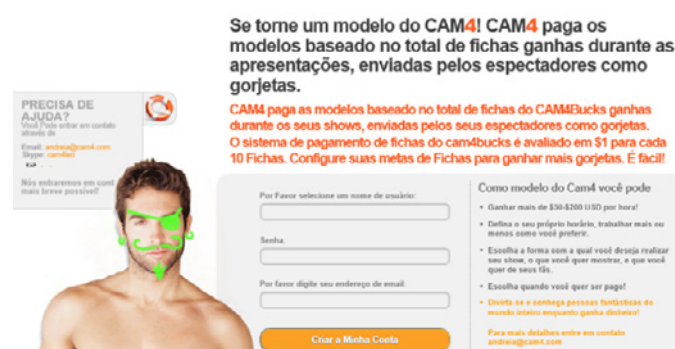 Se torne um modelo do CAM4! CAM4 paga os
modelos baseado no total de fichas ganhas durante as
apresentações, enviadas pelos espectadores como
gorjetas.
CAM4 paga as modelos baseado no total de fichas do CAM4Bucks ganhas
durante os seus shows, enviadas pelos seus espectadores como gorjetas.
O sistema de pagamento de fichas do cam4bucks é avaliado em $1 para cada
10 Fichas. Configure suas metas de Fichas para ganhar mais gorjetas. É fácil!
PRECISA DE
AJUDA?
Você Pode entrar em contato
através de
Email: andreia@cam4.com
Skype:
Nós entraremos em cont
mais breve possível!
Por Favor selecione um nome de usuário:
Senha:
Por favor digite seu endereço de email:
Criar a Minha Conta
Como modelo do Cam4 você pode
Ganhar mais de $50-$200 USD por hora!
Defina o seu próprio horário, trabalhar mais ou
menos como você preferir.
Escolha a forma com a qual você deseja realizar
seu show, o que você quer mostrar, e que você
quer de seus fãs.
Escolha quando você quer ser pago!
Divirta-se e conheça pessoas fantásticas do
mundo inteiro enquanto ganha dinheiro!
Para mais detalhes entre em contato
andreia@cam4.com